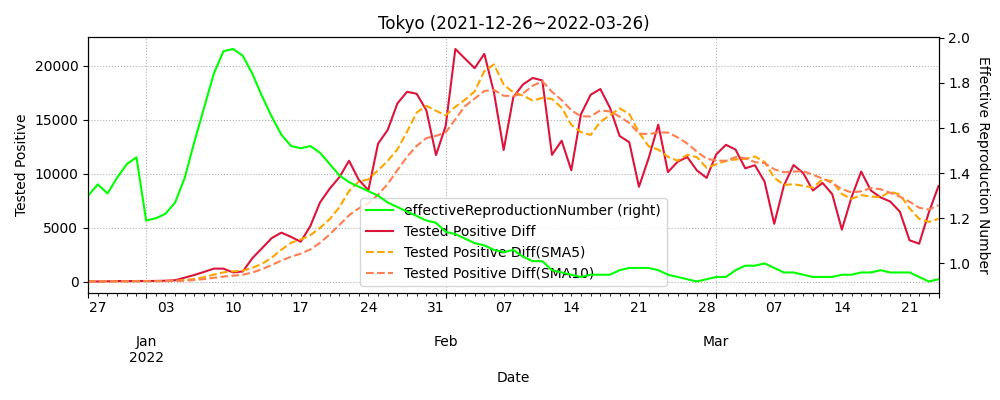 Tokyo (2021-12-26~2022-03-26)
Tested Positive
20000
15000
10000
5000
0
2.0
1.8
1.6
1.4
1.2
1.0
Effective Reproduction Number
effectiveReproductionNumber (right)
Tested Positive Diff
Tested Positive Diff(SMA5)
Tested Positive Diff(SMA10)
27 03 10 17 24 31 07 14 21 28 07 14 21
Jan Feb Mar
2022
Date